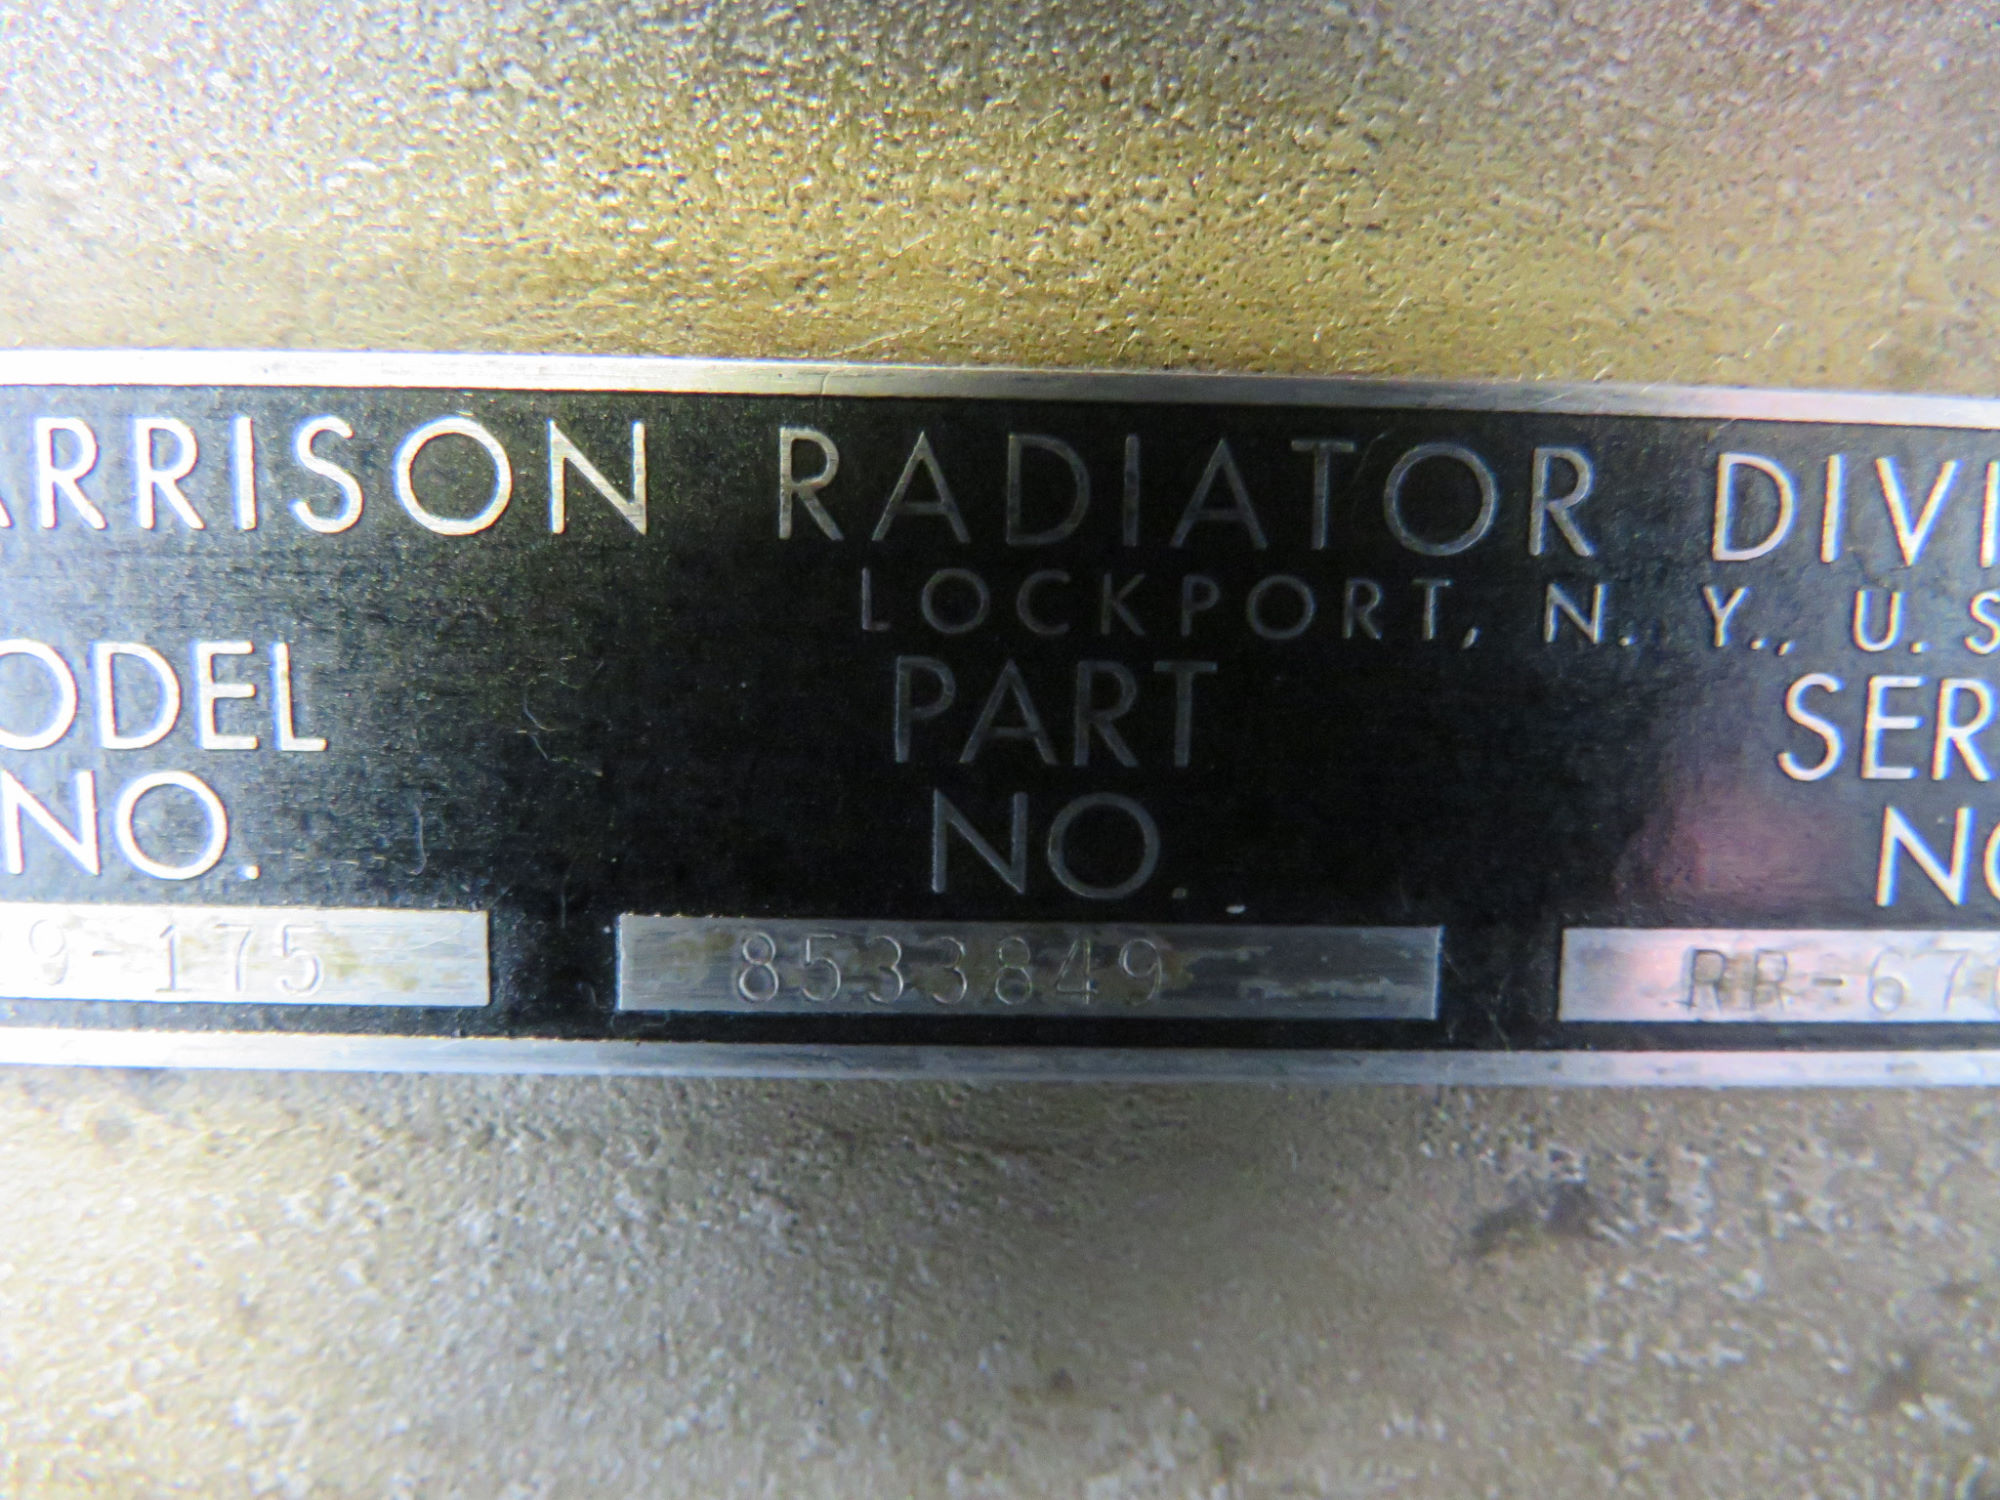 ARRISON RADIATOR DIVI
LOCKPORT, N. Y., U. S
ODEL PART SER
NO. NO. NO
9-175 8533849 RR-67